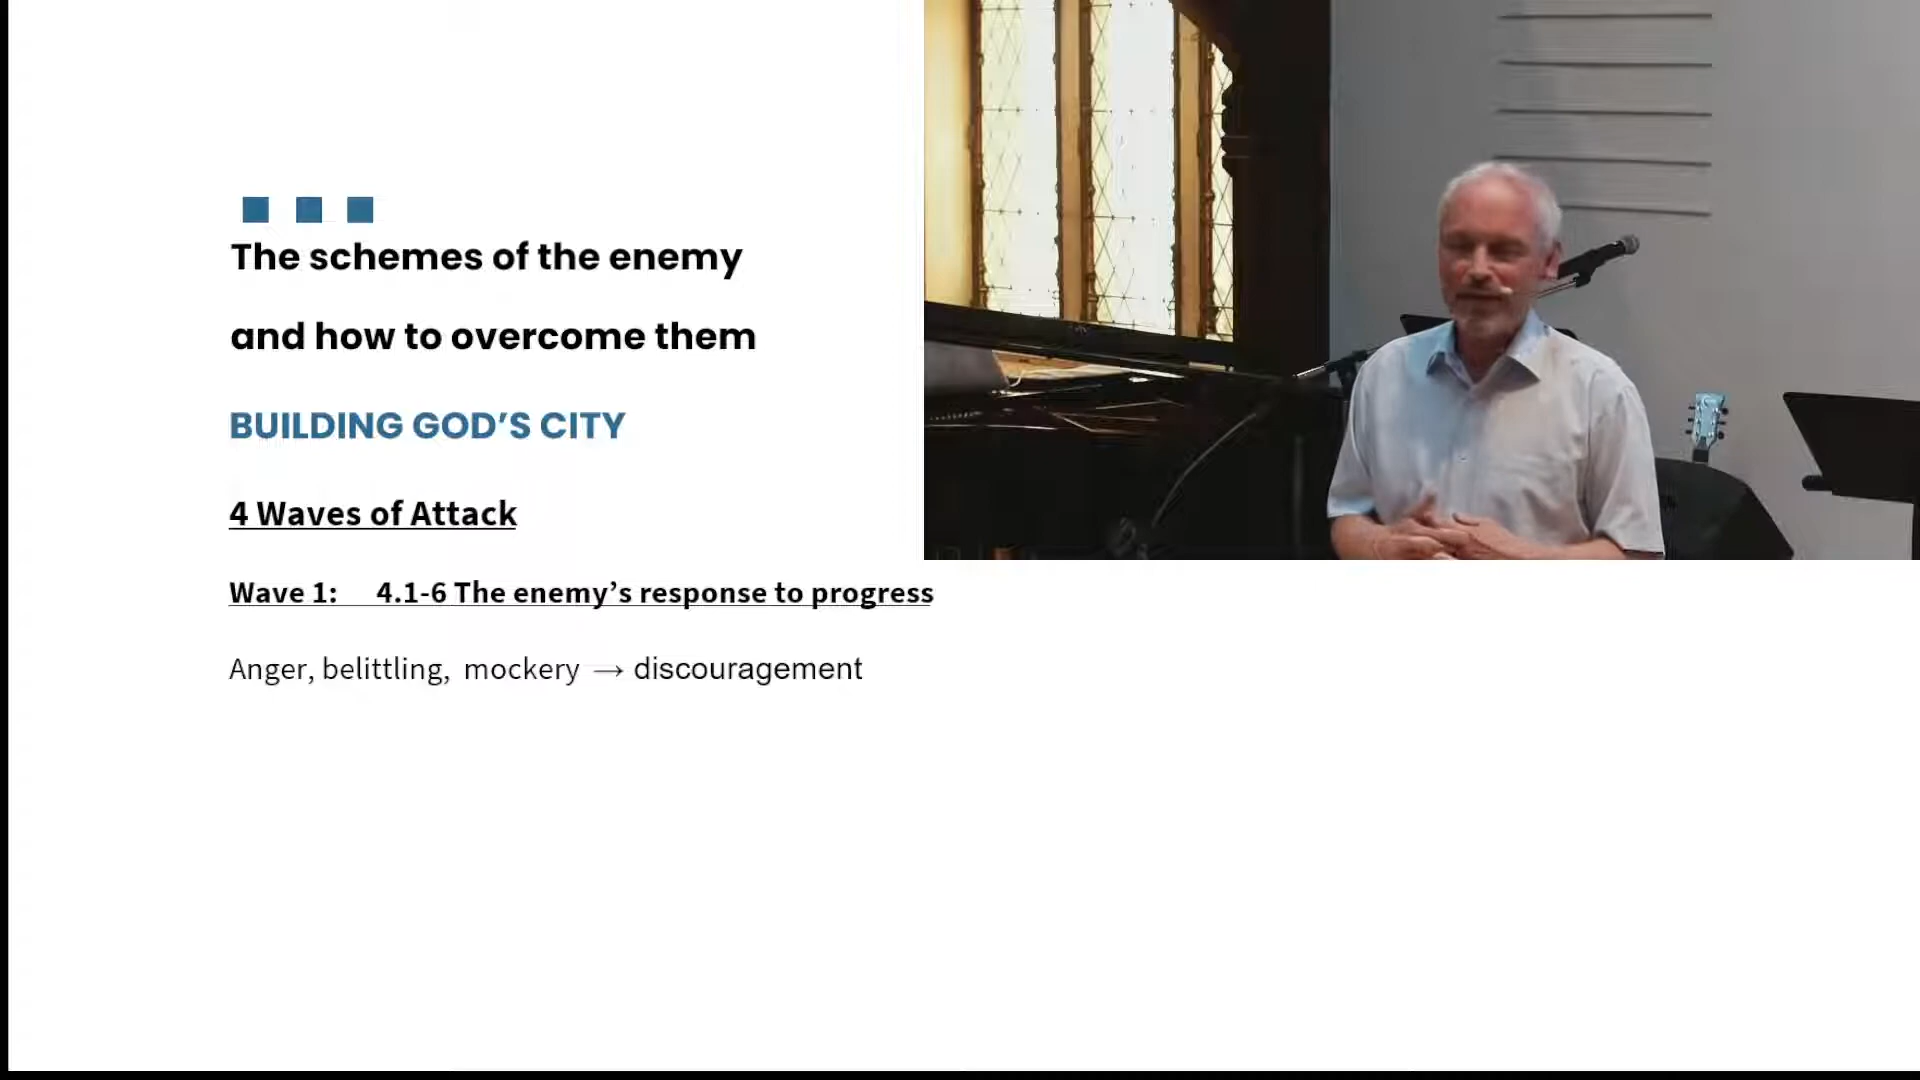 The schemes of the enemy
and how to overcome them
BUILDING GOD’S CITY
4 Waves of Attack
Wave 1: 4.1-6 The enemy’s response to progress
Anger, belittling, mockery → discouragement